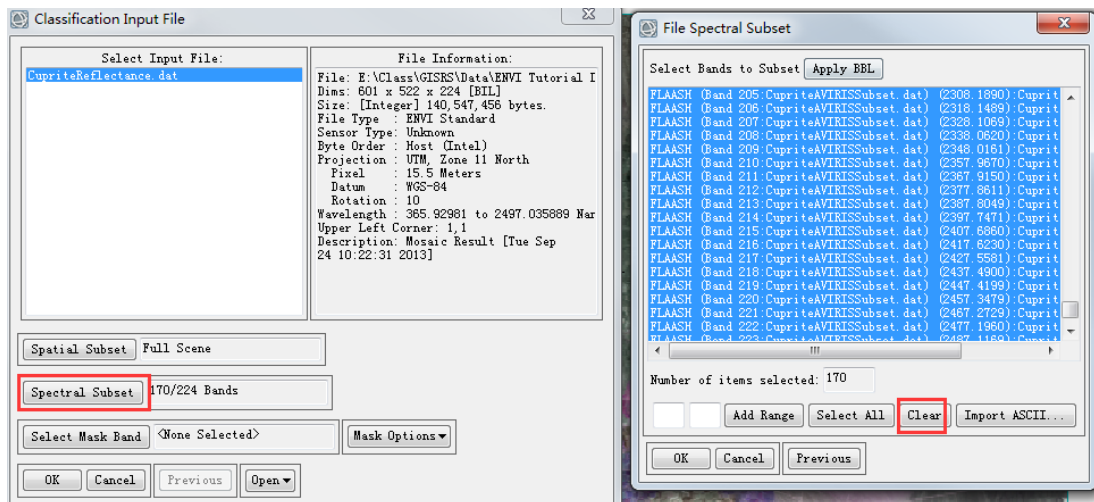 Classification Input File
Select Input File:
CupriteReflectance.dat
File Information:
File: E:\Class\GISRS\Data\ENVI Tutorial I
Dims: 601 x 522 x 224 [BIL]
Size: [Integer] 140,547,456 bytes.
File Type : ENVI Standard
Sensor Type: Unknown
Byte Order : Host (Intel)
Projection : UTM, Zone 11 North
Pixel : 15.5 Meters
Datum : WGS-84
Rotation : 10
Wavelength : 365.92981 to 2497.035889 Nar
Upper Left Corner: 1,1
Description: Mosaic Result [Tue Sep
24 10:22:31 2013]
Spatial Subset Full Scene
Spectral Subset 170/224 Bands
Select Mask Band <None Selected> Mask Options
OK Cancel Previous Open
File Spectral Subset
Select Bands to Subset Apply BBL
FLAASH (Band 205:CupriteAVIRISSubset.dat) (2308.1890):Cuprit
FLAASH (Band 206:CupriteAVIRISSubset.dat) (2318.1489):Cuprit
FLAASH (Band 207:CupriteAVIRISSubset.dat) (2328.1069):Cuprit
FLAASH (Band 208:CupriteAVIRISSubset.dat) (2338.0620):Cuprit
FLAASH (Band 209:CupriteAVIRISSubset.dat) (2348.0161):Cuprit
FLAASH (Band 210:CupriteAVIRISSubset.dat) (2357.9670):Cuprit
FLAASH (Band 211:CupriteAVIRISSubset.dat) (2367.9150):Cuprit
FLAASH (Band 212:CupriteAVIRISSubset.dat) (2377.8611):Cuprit
FLAASH (Band 213:CupriteAVIRISSubset.dat) (2387.8049):Cuprit
FLAASH (Band 214:CupriteAVIRISSubset.dat) (2397.7471):Cuprit
FLAASH (Band 215:CupriteAVIRISSubset.dat) (2407.6860):Cuprit
FLAASH (Band 216:CupriteAVIRISSubset.dat) (2417.6230):Cuprit
FLAASH (Band 217:CupriteAVIRISSubset.dat) (2427.5581):Cuprit
FLAASH (Band 218:CupriteAVIRISSubset.dat) (2437.4900):Cuprit
FLAASH (Band 219:CupriteAVIRISSubset.dat) (2447.4199):Cuprit
FLAASH (Band 220:CupriteAVIRISSubset.dat) (2457.3479):Cuprit
FLAASH (Band 221:CupriteAVIRISSubset.dat) (2467.2729):Cuprit
FLAASH (Band 222:CupriteAVIRISSubset.dat) (2477.1960):Cuprit
FLAASH (Band 223:CupriteAVIRISSubset.dat) (2487.1169):Cuprit
Number of items selected: 170
Add Range Select All Clear Import ASCII...
OK Cancel Previous